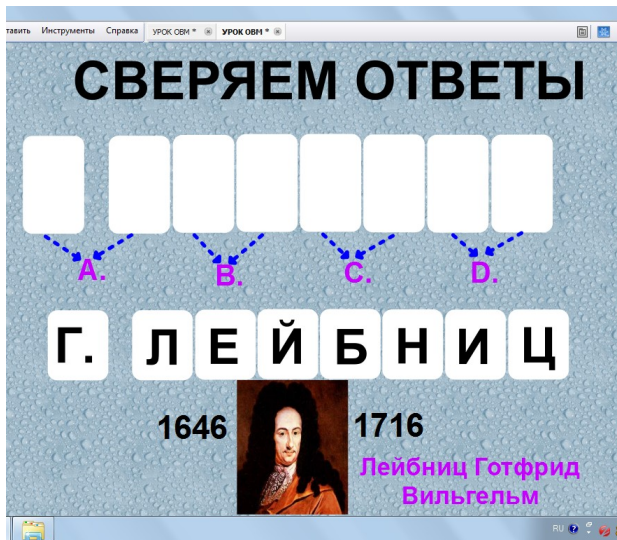 тавить Инструменты Справка УРОК ОВМ * УРОК ОВМ *
СВЕРЯЕМ ОТВЕТЫ
A. B. C. D.
Г. Л Е Й Б Н И Ц
1646 1716
Лейбниц Готфрид
Вильгельм
RU